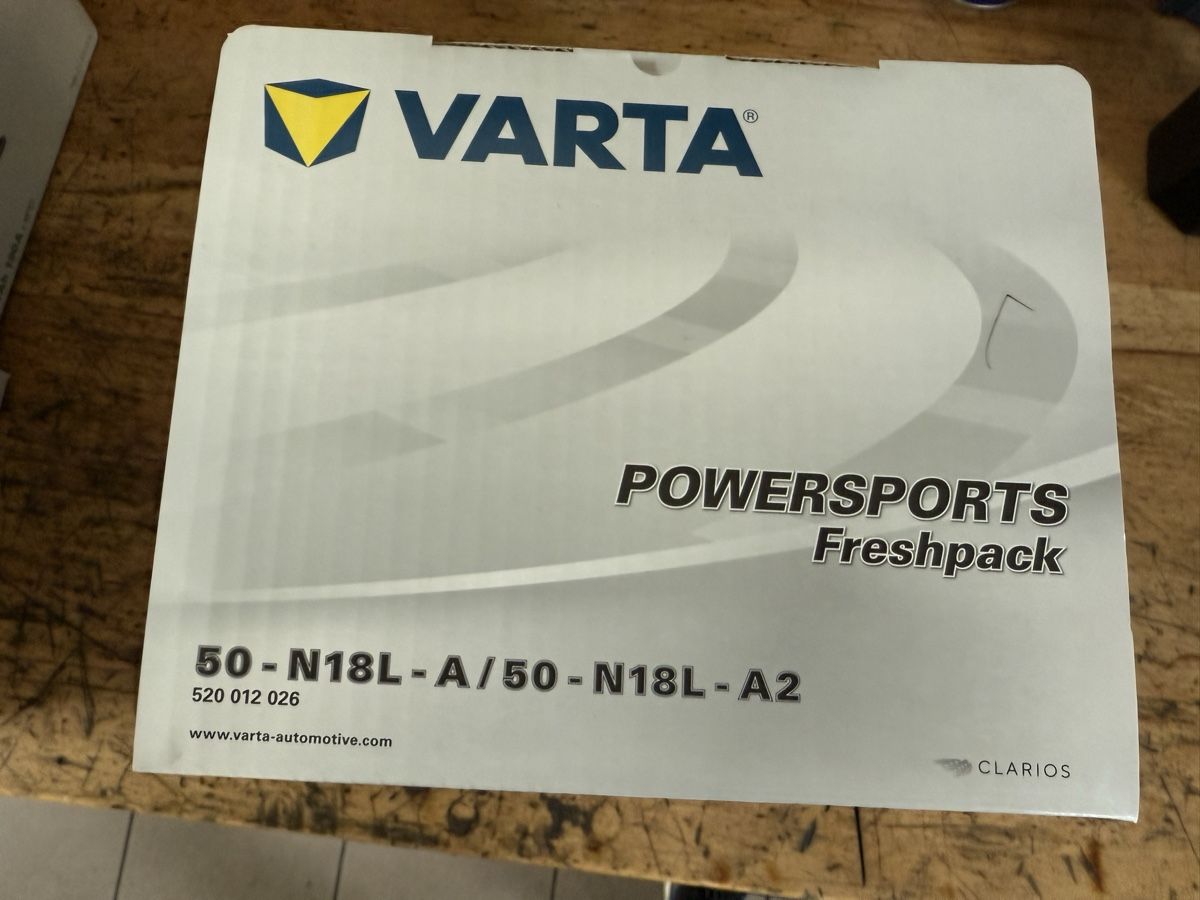 VARTA®
POWERSPORTS
Freshpack
50 - N18L - A / 50 - N18L - A2
520 012 026
www.varta-automotive.com
CLARIOS